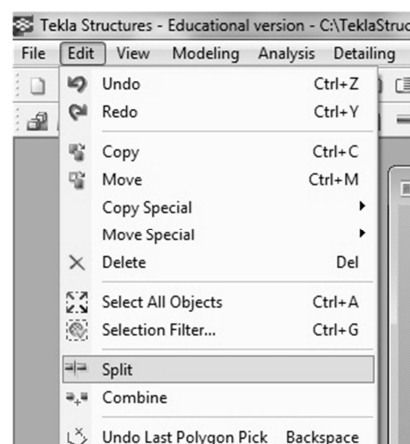 Tekla Structures - Educational version - C:\TeklaStruc
File Edit View Modeling Analysis Detailing
Undo Ctrl+Z
Redo Ctrl+Y
Copy Ctrl+C
Move Ctrl+M
Copy Special
Move Special
Delete Del
Select All Objects Ctrl+A
Selection Filter... Ctrl+G
Split
Combine
Undo Last Polygon Pick Backspace